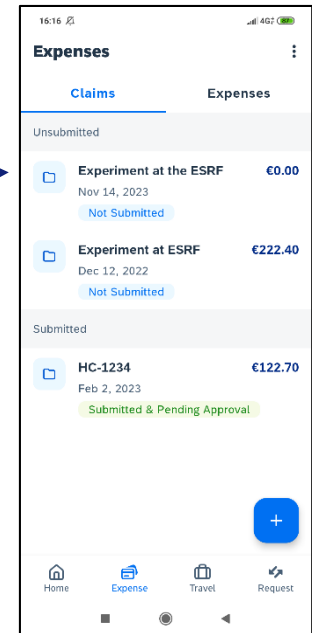 16:16 4G 87
Expenses
Claims Expenses
Unsubmitted
Experiment at the ESRF €0.00
Nov 14, 2023
Not Submitted
Experiment at ESRF €222.40
Dec 12, 2022
Not Submitted
Submitted
HC-1234 €122.70
Feb 2, 2023
Submitted & Pending Approval
+
Home Expense Travel Request